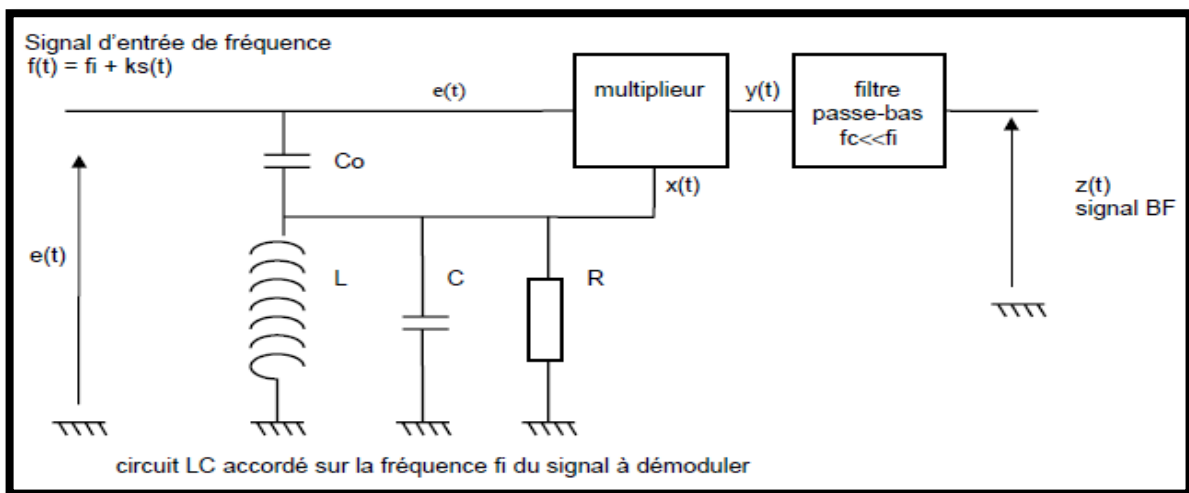 Signal d'entrée de fréquence
f(t) = fi + ks(t)
e(t)
multiplieur
y(t)
filtre
passe-bas
fc<<fi
Co
x(t)
z(t)
signal BF
e(t)
L
C
R
circuit LC accordé sur la fréquence fi du signal à démoduler